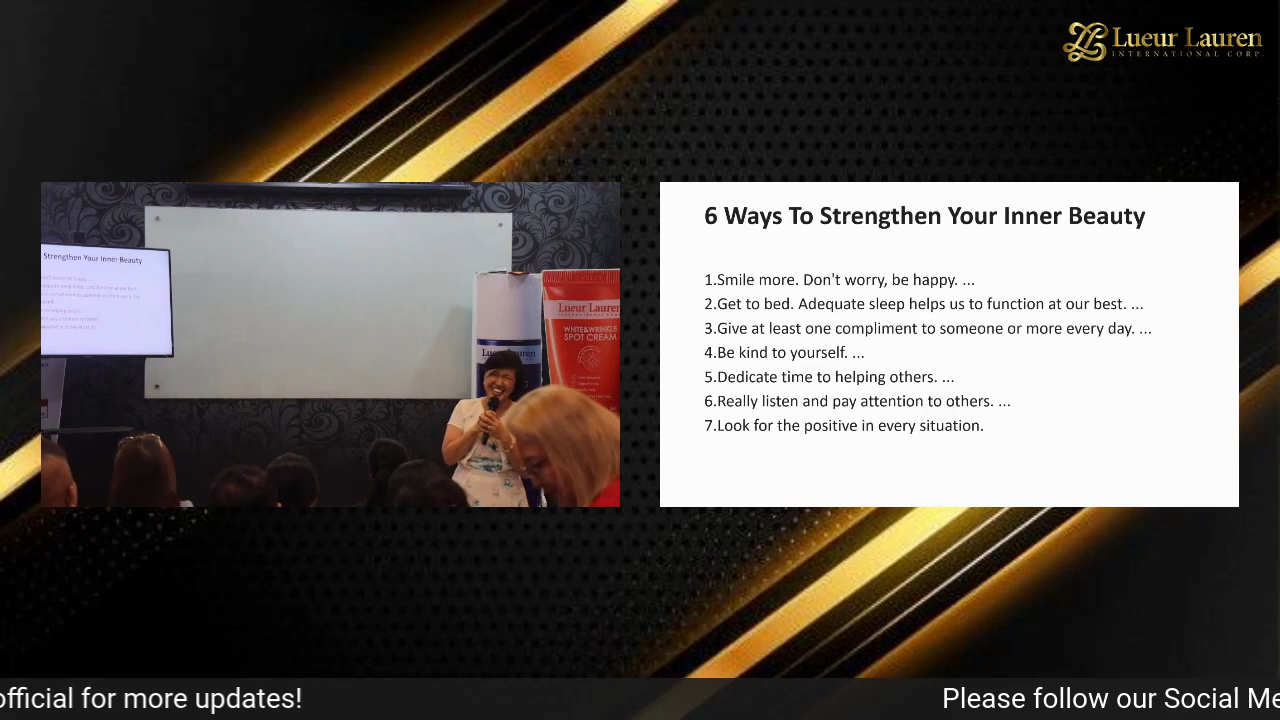 Lueur Lauren
INTERNATIONAL CORP.
Strengthen Your Inner Beauty
Lueur Lauren
WHITE&WRINKLE
SPOT CREAM
6 Ways To Strengthen Your Inner Beauty
1.Smile more. Don't worry, be happy. ...
2.Get to bed. Adequate sleep helps us to function at our best. ...
3.Give at least one compliment to someone or more every day. ...
4.Be kind to yourself. ...
5.Dedicate time to helping others. ...
6.Really listen and pay attention to others. ...
7.Look for the positive in every situation.
official for more updates!
Please follow our Social Me